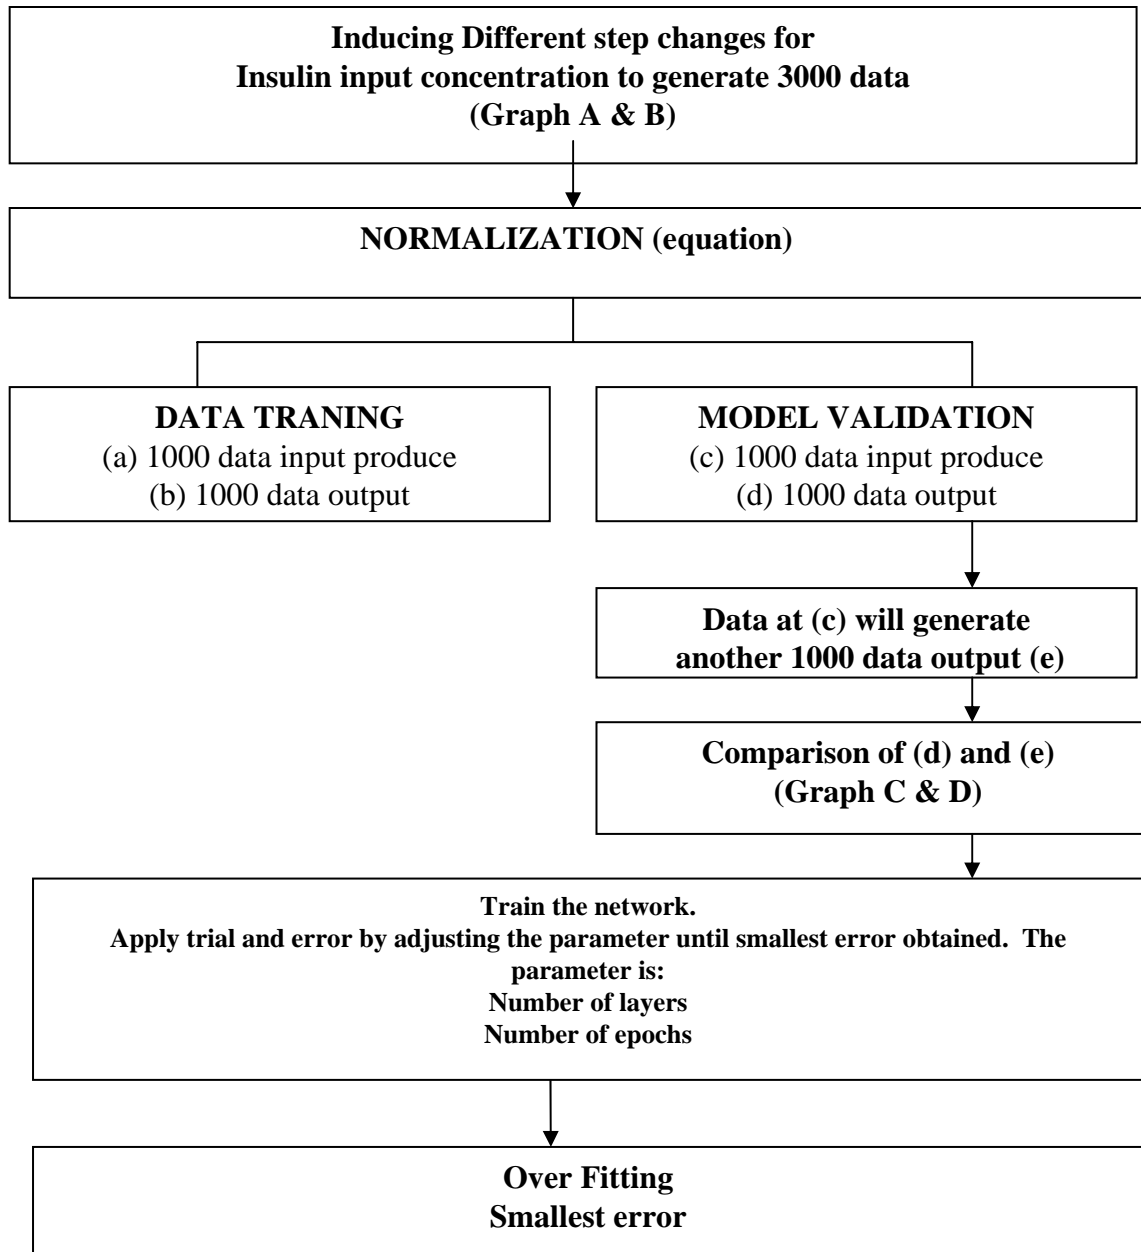 Inducing Different step changes for
Insulin input concentration to generate 3000 data
(Graph A & B)
NORMALIZATION (equation)
DATA TRANING
(a) 1000 data input produce
(b) 1000 data output
MODEL VALIDATION
(c) 1000 data input produce
(d) 1000 data output
Data at (c) will generate
another 1000 data output (e)
Comparison of (d) and (e)
(Graph C & D)
Train the network.
Apply trial and error by adjusting the parameter until smallest error obtained. The
parameter is:
Number of layers
Number of epochs
Over Fitting
Smallest error